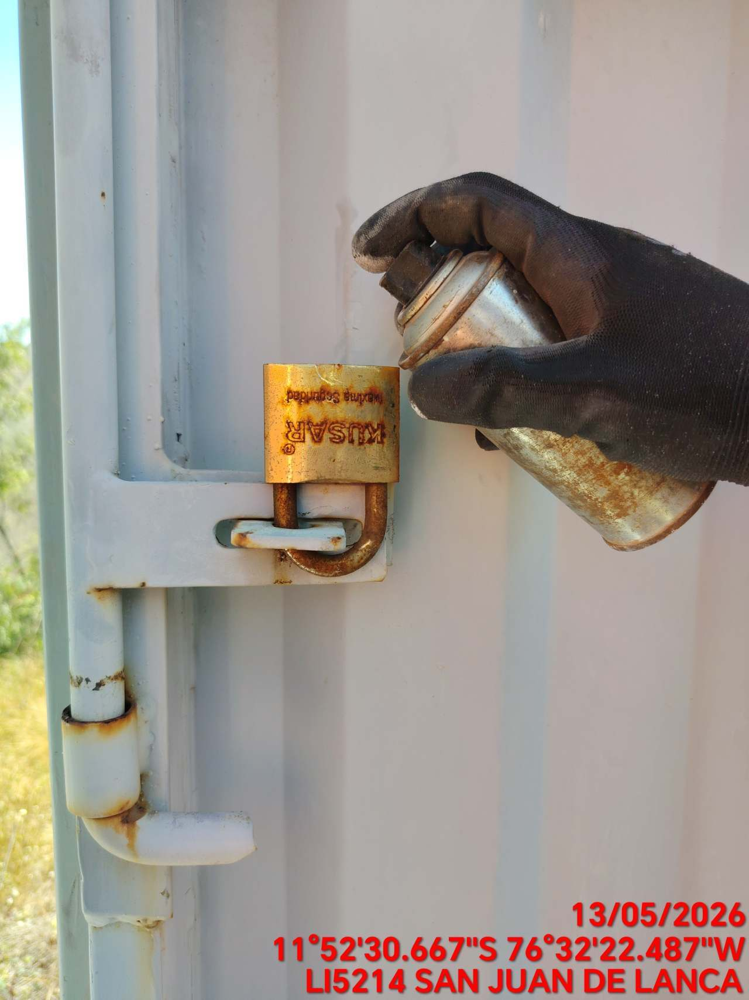 Maxima Seguridad
KUSAR®
13/05/2026
11°52'30.667"S 76°32'22.487"W
LI5214 SAN JUAN DE LANCA